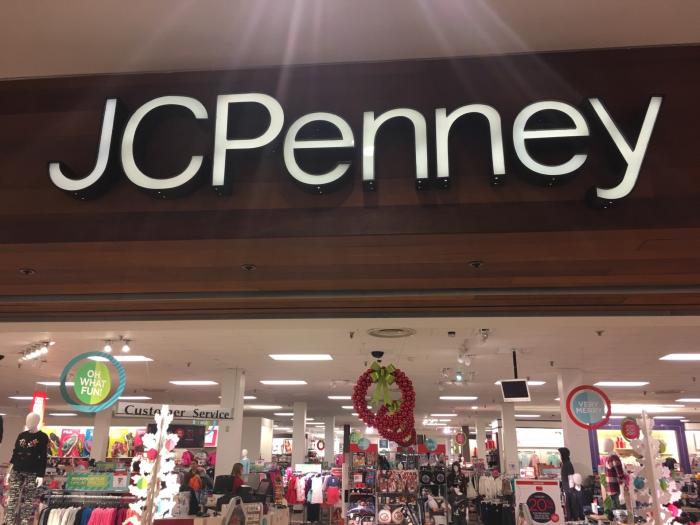 JCPenney
OH
WHAT
FUN!
Customer Service
VERY
MERRY
20%